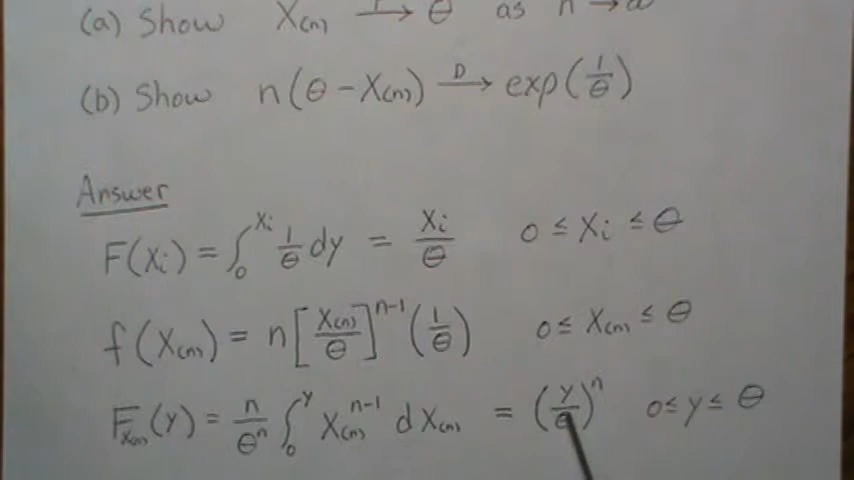 (a) Show X(n) P→ θ as n → ∞
(b) Show n(θ - X(n)) D→ exp(1/θ)
Answer
F(Xi) = ∫₀^Xi 1/θ dy = Xi/θ 0 ≤ Xi ≤ θ
f(X(n)) = n[X(n)/θ]^n-1 (1/θ) 0 ≤ X(n) ≤ θ
F_X(n)(y) = n/θ^n ∫₀^y X(n)^n-1 dX(n) = (y/θ)^n 0 ≤ y ≤ θ